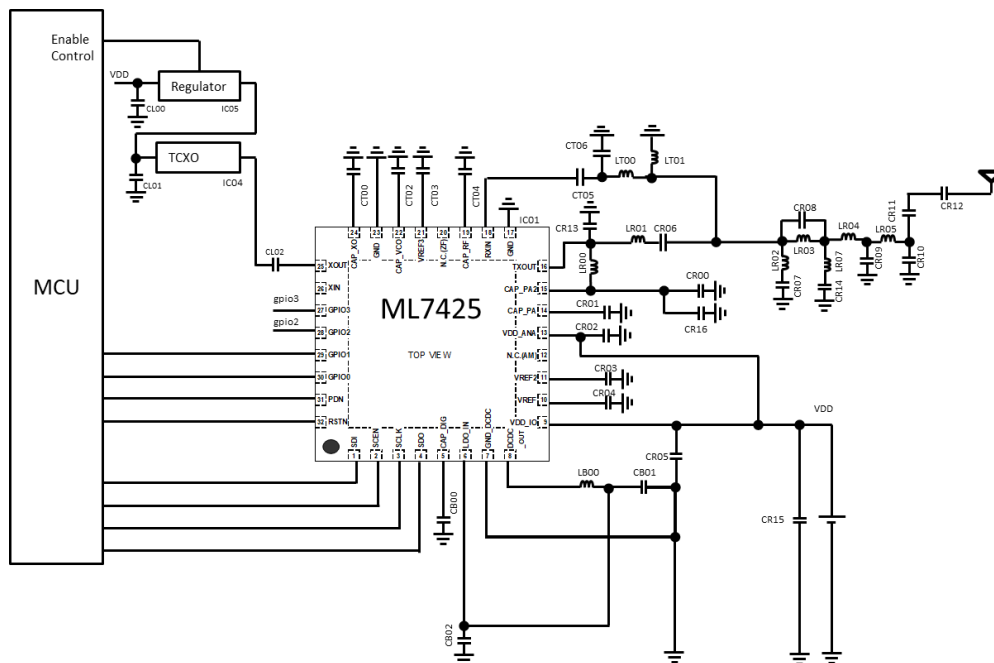 Enable
Control
VDD
Regulator
CL00
IC05
TCXO
IC04
CL01
CL02
MCU
gpio3
gpio2
CT00
CT02
CT03
CT04
CT06
CT05
LT00
LT01
IC01
CR13
LR01
CR06
LR00
CR08
LR03
LR02
CR07
LR07
CR14
LR04
CR09
LR05
CR10
CR11
CR12
24 23 22 21 20 19 18 17
CAP_XO
GND
CAP_VCO
VREF3
N.C.(ZF)
CAP_RF
RXIN
GND
25 XOUT
26 XIN
27 GPIO3
28 GPIO2
29 GPIO1
30 GPIO0
31 PDN
32 RSTN
ML7425
TOP VIEW
TXOUT 16
CAP_PA2 15
CAP_PA 14
VDD_ANA 13
N.C.(AM) 12
VREF2 11
VREF 10
VDD_IO 9
SDI
SCEN
SCLK
SDO
CAP_DIG
LDO_IN
GND_DCDC
DCDC
_OUT
1 2 3 4 5 6 7 8
CR00
CR16
CR01
CR02
CR03
CR04
VDD
CR05
LB00
CB01
CB00
CR15
CB02